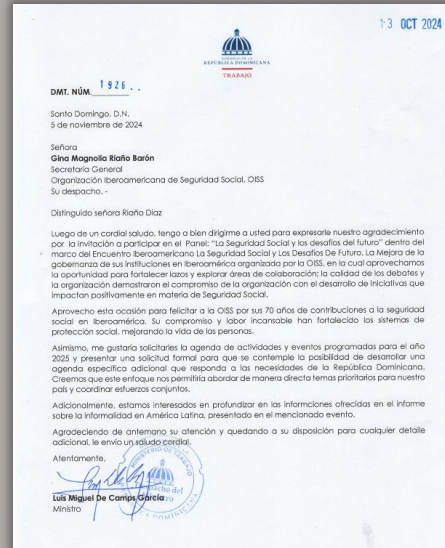 13 OCT 2024
GOBIERNO DE LA
REPÚBLICA DOMINICANA
TRABAJO
DMT. NÚM. 1926
Santo Domingo, D.N.
5 de noviembre de 2024
Señora
Gina Magnolia Riaño Barón
Secretaria General
Organización Iberoamericana de Seguridad Social, OISS
Su despacho. -
Distinguido señora Riaño Díaz
Luego de un cordial saludo, tengo a bien dirigirme a usted para expresarle nuestro agradecimiento
por la invitación a participar en el Panel: “La Seguridad Social y los desafíos del futuro” dentro del
marco del Encuentro Iberoamericano La Seguridad Social y Los Desafíos De Futuro. La Mejora de la
gobernanza de sus instituciones en Iberoamérica organizada por la OISS, en la cual aprovechamos
la oportunidad para fortalecer lazos y explorar áreas de colaboración; la calidad de los debates y
la organización demostraron el compromiso de la organización con el desarrollo de iniciativas que
impactan positivamente en materia de Seguridad Social.
Aprovecho esta ocasión para felicitar a la OISS por sus 70 años de contribuciones a la seguridad
social en Iberoamérica. Su compromiso y labor incansable han fortalecido los sistemas de
protección social, mejorando la vida de las personas.
Asimismo, me gustaría solicitarles la agenda de actividades y eventos programadas para el año
2025 y presentar una solicitud formal para que se contemple la posibilidad de desarrollar una
agenda específica adicional que responda a las necesidades de la República Dominicana.
Creemos que este enfoque nos permitiría abordar de manera directa temas prioritarios para nuestro
país y coordinar esfuerzos conjuntos.
Adicionalmente, estamos interesados en profundizar en las informciones ofrecidas en el informe
sobre la informalidad en América Latina, presentado en el mencionado evento.
Agradeciendo de antemano su atención y quedando a su disposición para cualquier detalle
adicional, le envío un saludo cordial.
Atentamente,
MINISTERIO DE TRABAJO
Despacho del
Luis Miguel De Camps García
Ministro